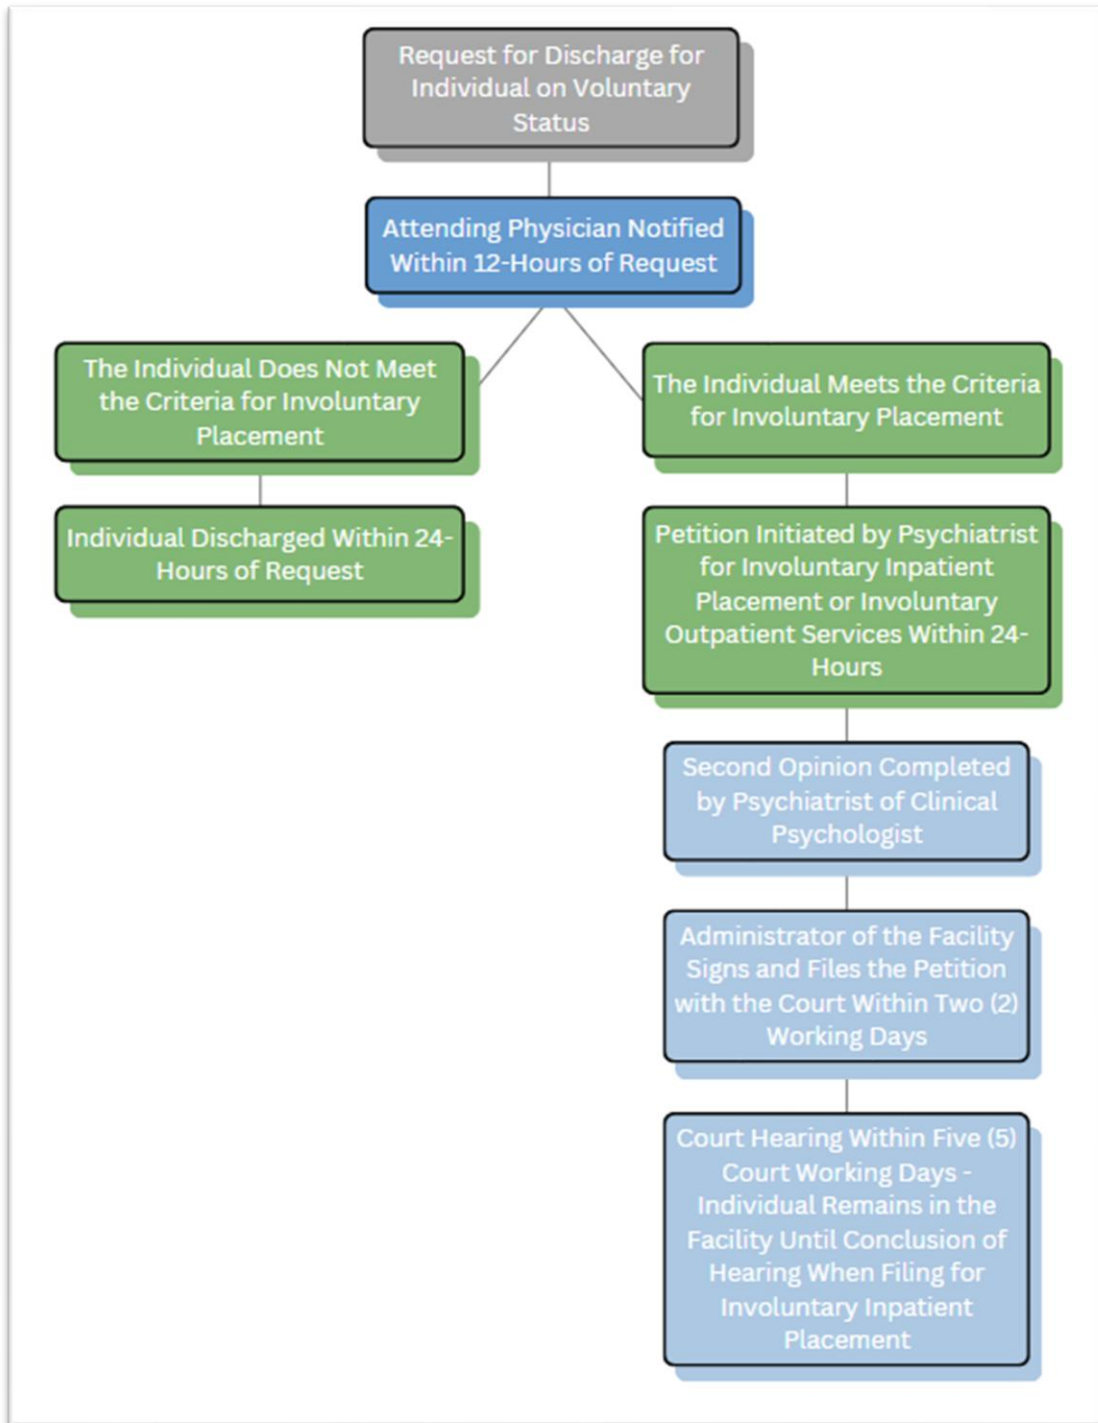 Request for Discharge for
Individual on Voluntary
Status
Attending Physician Notified
Within 12-Hours of Request
The Individual Does Not Meet
the Criteria for Involuntary
Placement
The Individual Meets the Criteria
for Involuntary Placement
Individual Discharged Within 24-
Hours of Request
Petition Initiated by Psychiatrist
for Involuntary Inpatient
Placement or Involuntary
Outpatient Services Within 24-
Hours
Second Opinion Completed
by Psychiatrist of Clinical
Psychologist
Administrator of the Facility
Signs and Files the Petition
with the Court Within Two (2)
Working Days
Court Hearing Within Five (5)
Court Working Days -
Individual Remains in the
Facility Until Conclusion of
Hearing When Filing for
Involuntary Inpatient
Placement